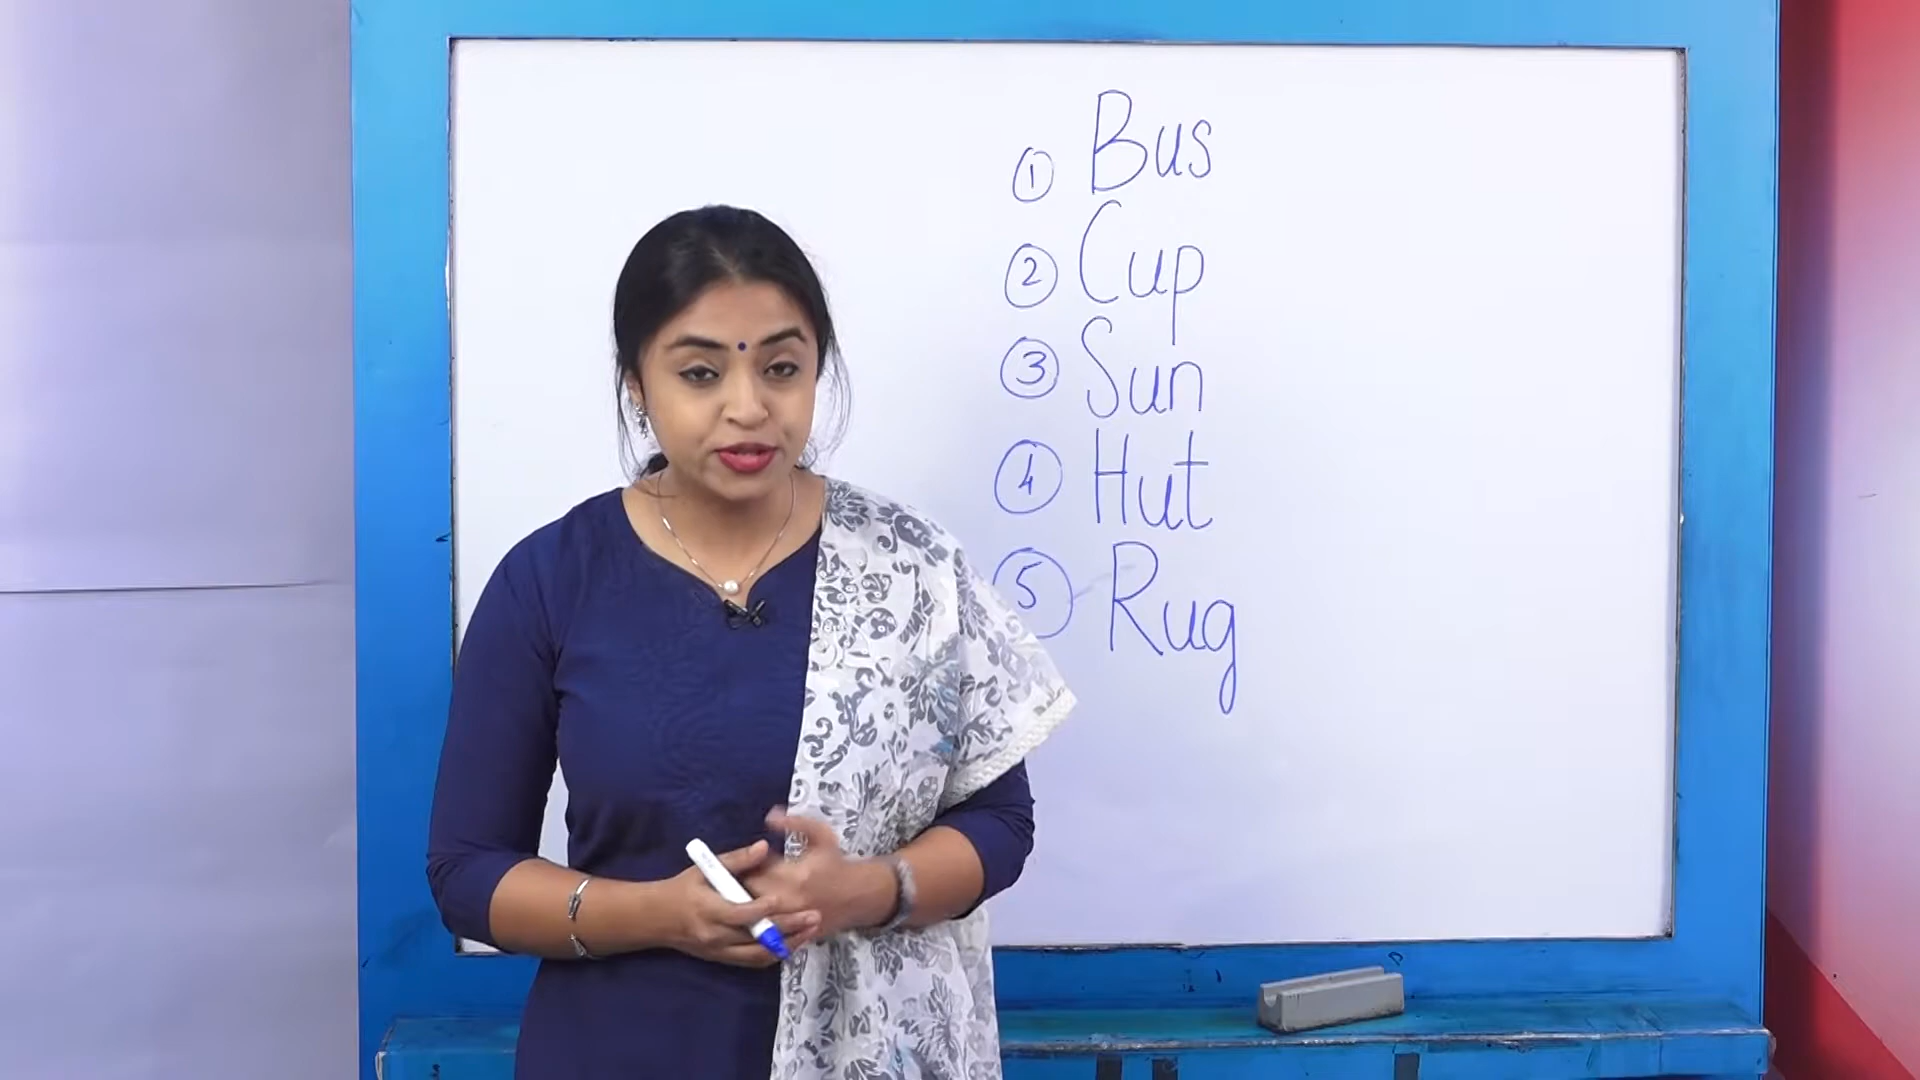 ① Bus
② Cup
③ Sun
④ Hut
⑤ Rug